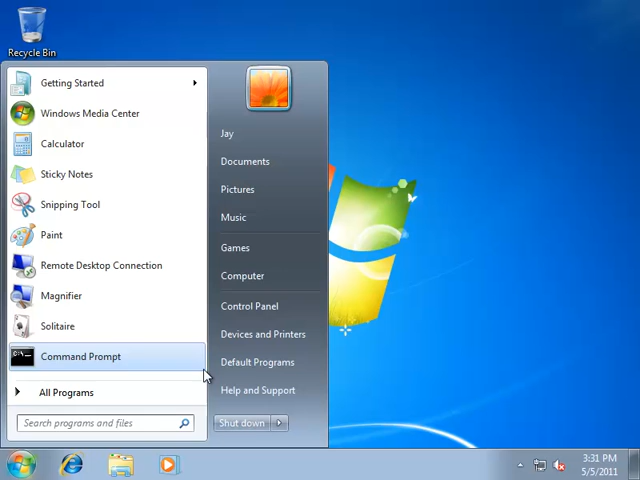 Recycle Bin
Getting Started
Windows Media Center
Calculator
Sticky Notes
Snipping Tool
Paint
Remote Desktop Connection
Magnifier
Solitaire
C:\_
Command Prompt
All Programs
Search programs and files
Jay
Documents
Pictures
Music
Games
Computer
Control Panel
Devices and Printers
Default Programs
Help and Support
Shut down
3:31 PM
5/5/2011